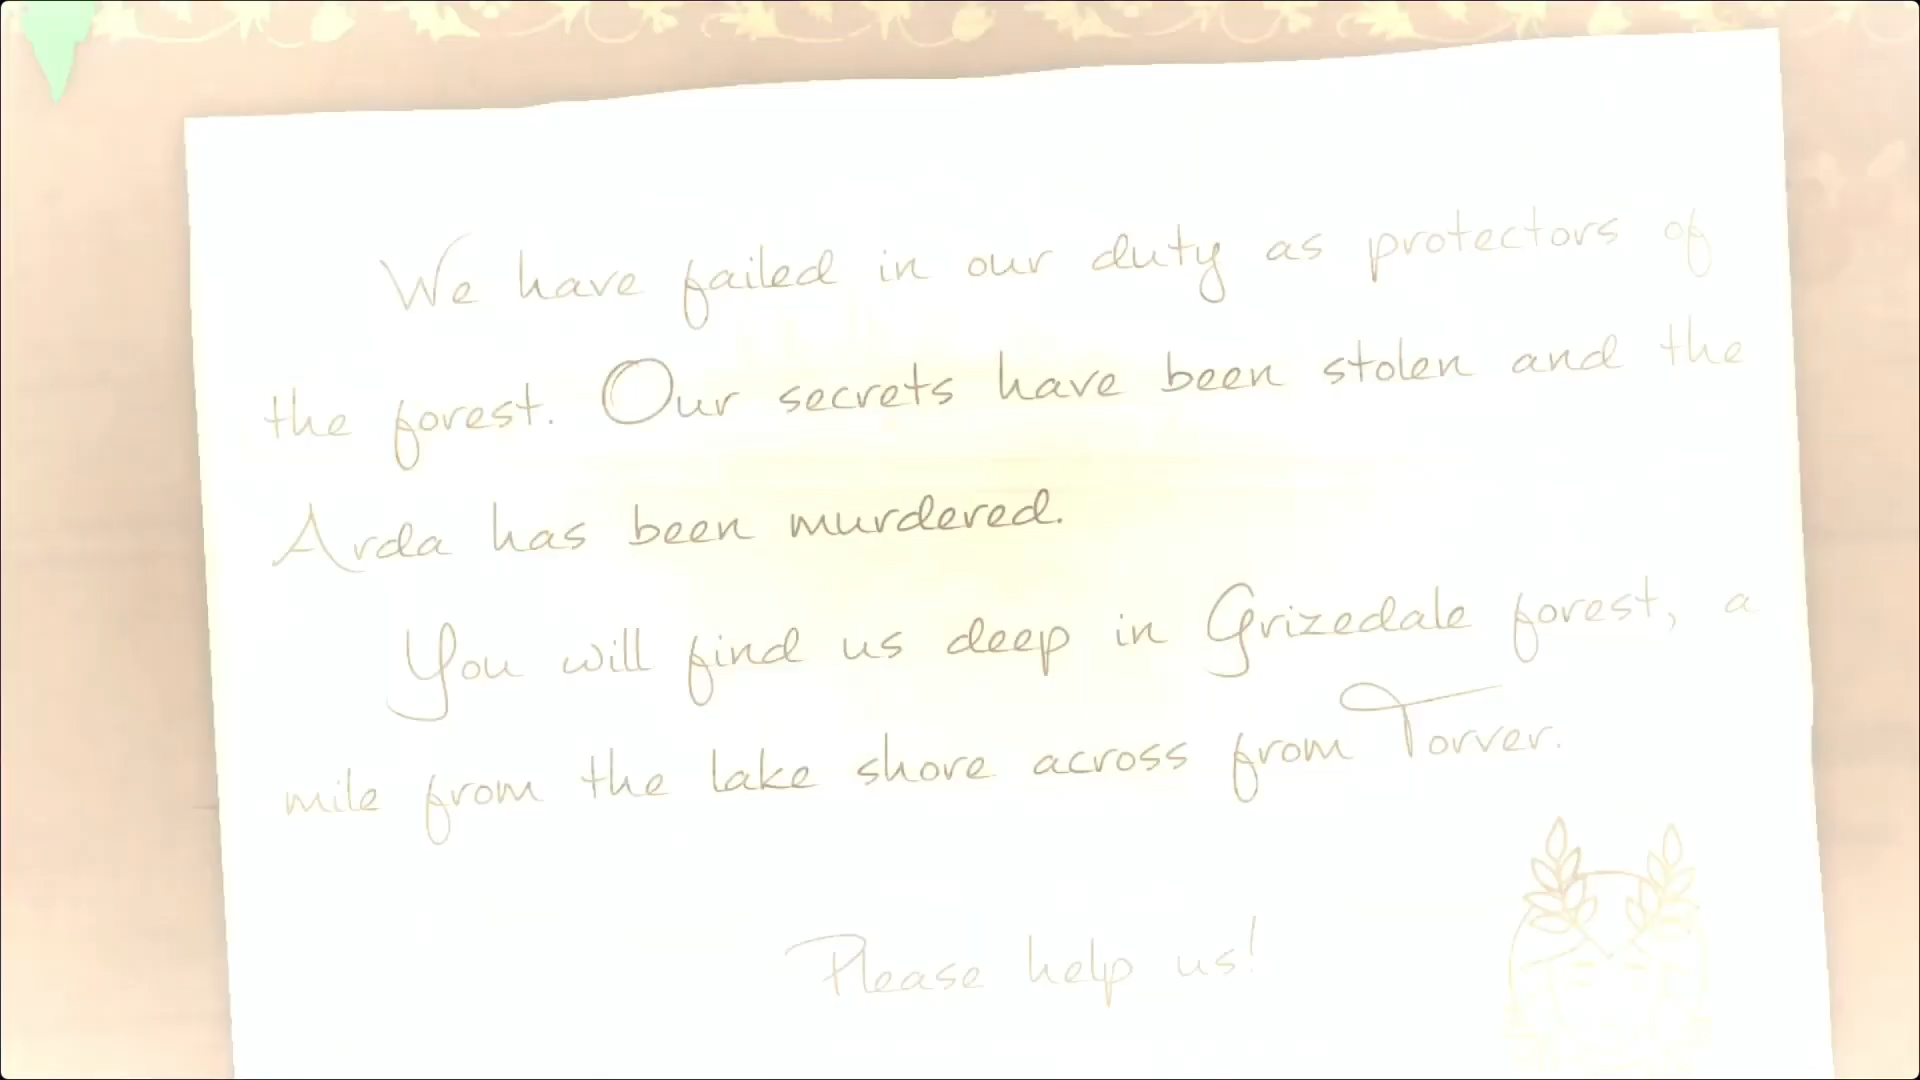 We have failed in our duty as protectors of
the forest. Our secrets have been stolen and the
Arda has been murdered.
You will find us deep in Grizedale forest, a
mile from the lake shore across from Torver.
Please help us!